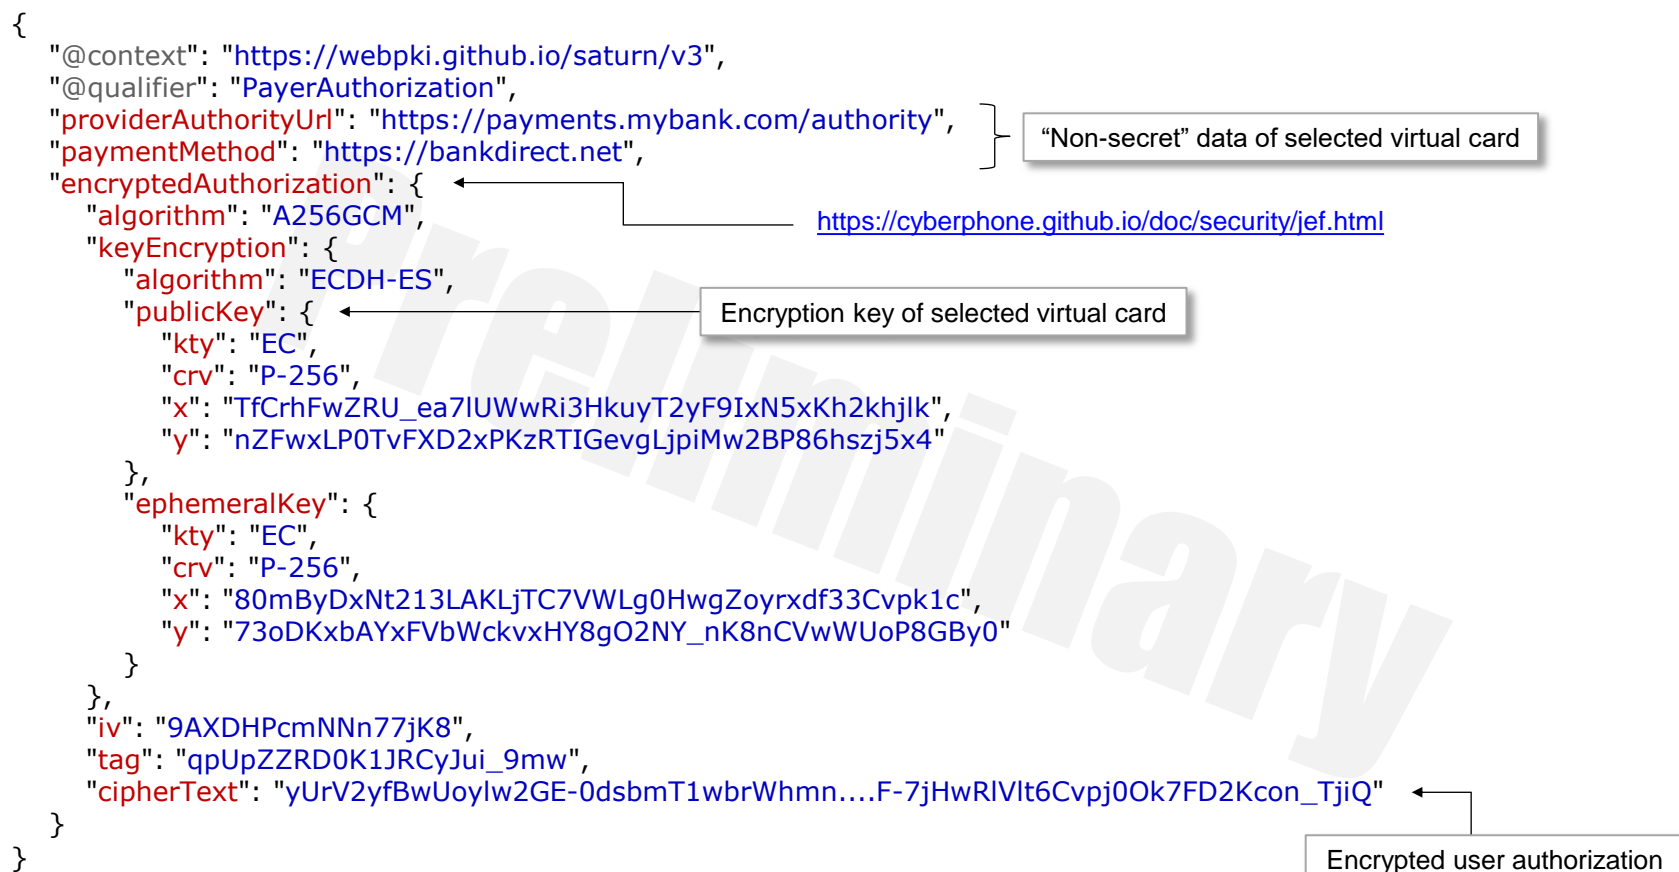 {
"@context": "https://webpki.github.io/saturn/v3",
"@qualifier": "PayerAuthorization",
"providerAuthorityUrl": "https://payments.mybank.com/authority",
“Non-secret” data of selected virtual card
"paymentMethod": "https://bankdirect.net",
"encryptedAuthorization": {
"algorithm": "A256GCM",
https://cyberphone.github.io/doc/security/jef.html
"keyEncryption": {
"algorithm": "ECDH-ES",
"publicKey": {
Encryption key of selected virtual card
"kty": "EC",
"crv": "P-256",
"x": "TfCrhFwZRU_ea7lUWwRi3HkuyT2yF9IxN5xKh2khjlk",
"y": "nZFwxLP0TvFXD2xPKzRTIGevgLjpiMw2BP86hszj5x4"
},
"ephemeralKey": {
"kty": "EC",
"crv": "P-256",
"x": "80mByDxNt213LAKLjTC7VWLg0HwgZoyrxdf33Cvpk1c",
"y": "73oDKxbAYxFVbWckvxHY8gO2NY_nK8nCVwWUoP8GBy0"
}
},
"iv": "9AXDHPcmNNn77jK8",
"tag": "qpUpZZRD0K1JRCyJui_9mw",
"cipherText": "yUrV2yfBwUoylw2GE-0dsbmT1wbrWhmn....F-7jHwRlVlt6Cvpj0Ok7FD2Kcon_TjiQ"
}
Encrypted user authorization
}
Preliminary